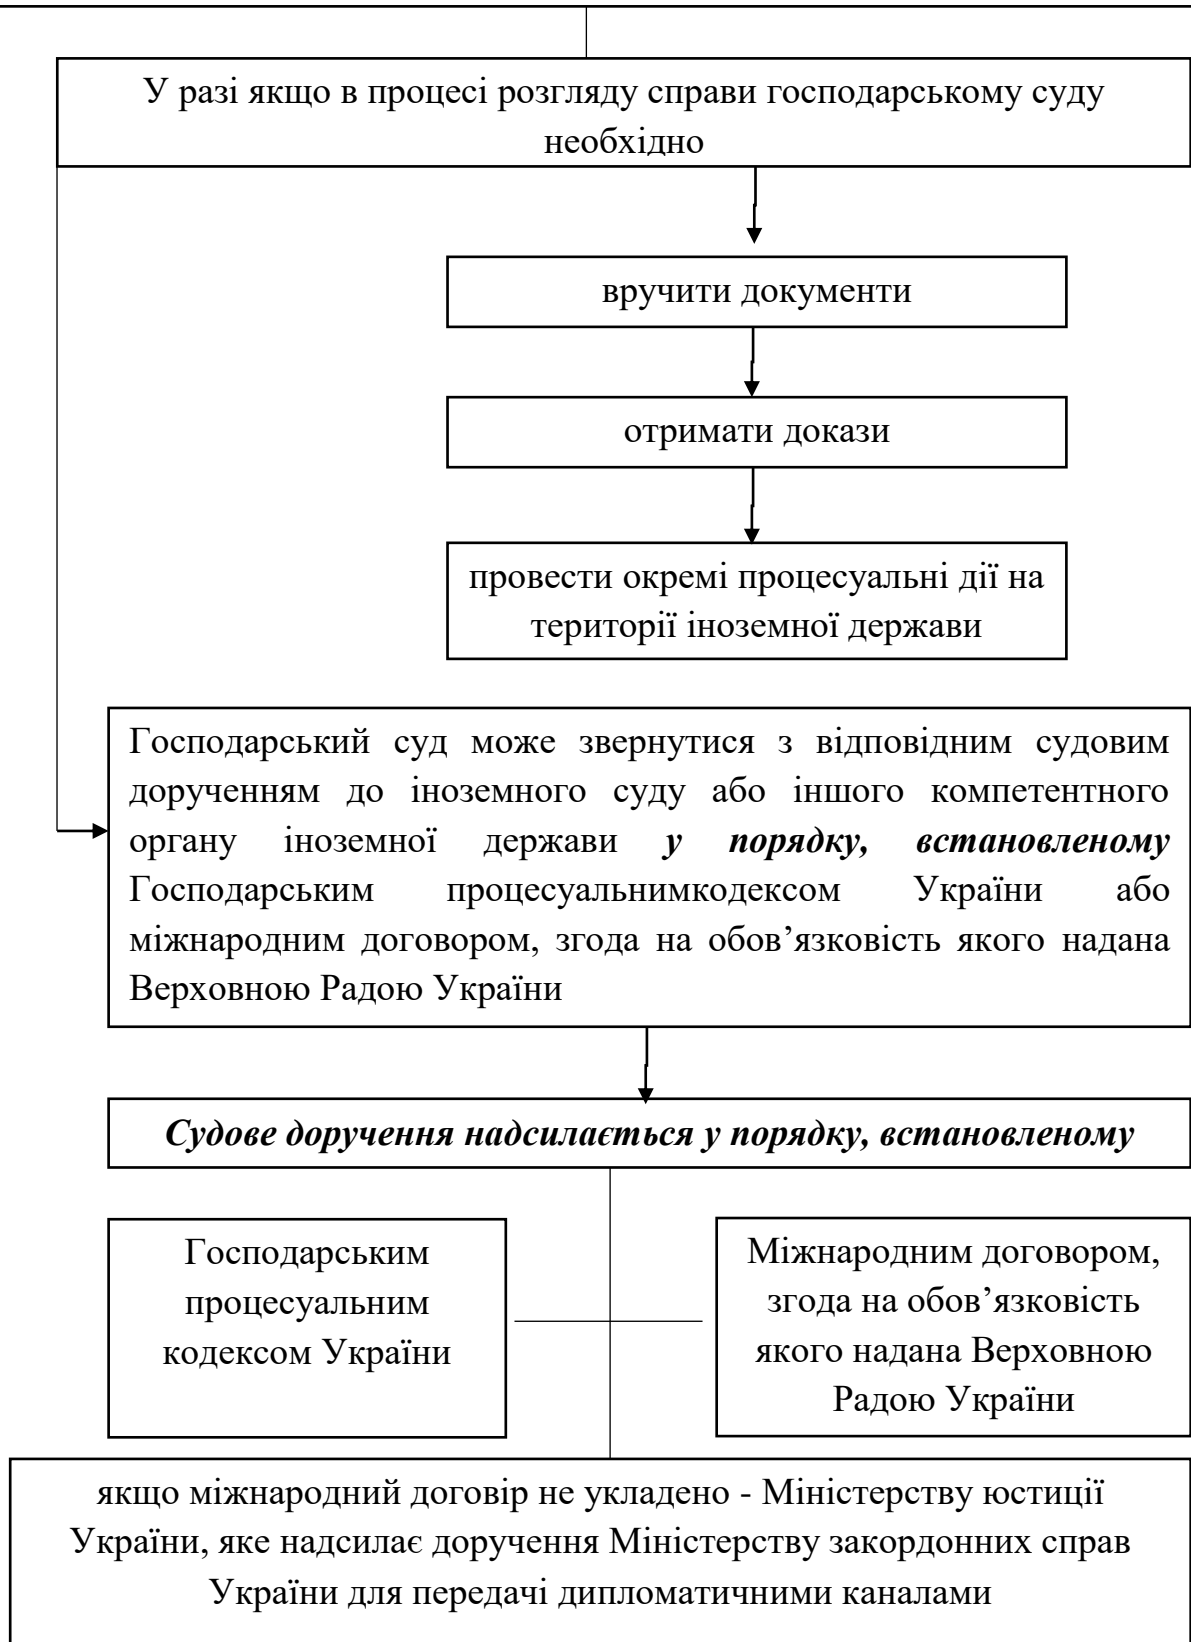 У разі якщо в процесі розгляду справи господарському суду
необхідно
вручити документи
отримати докази
провести окремі процесуальні дії на
території іноземної держави
Господарський суд може звернутися з відповідним судовим
дорученням до іноземного суду або іншого компетентного
органу іноземної держави у порядку, встановленому
Господарським процесуальнимкодексом України або
міжнародним договором, згода на обов’язковість якого надана
Верховною Радою України
Судове доручення надсилається у порядку, встановленому
Господарським
процесуальним
кодексом України
Міжнародним договором,
згода на обов’язковість
якого надана Верховною
Радою України
якщо міжнародний договір не укладено - Міністерству юстиції
України, яке надсилає доручення Міністерству закордонних справ
України для передачі дипломатичними каналами